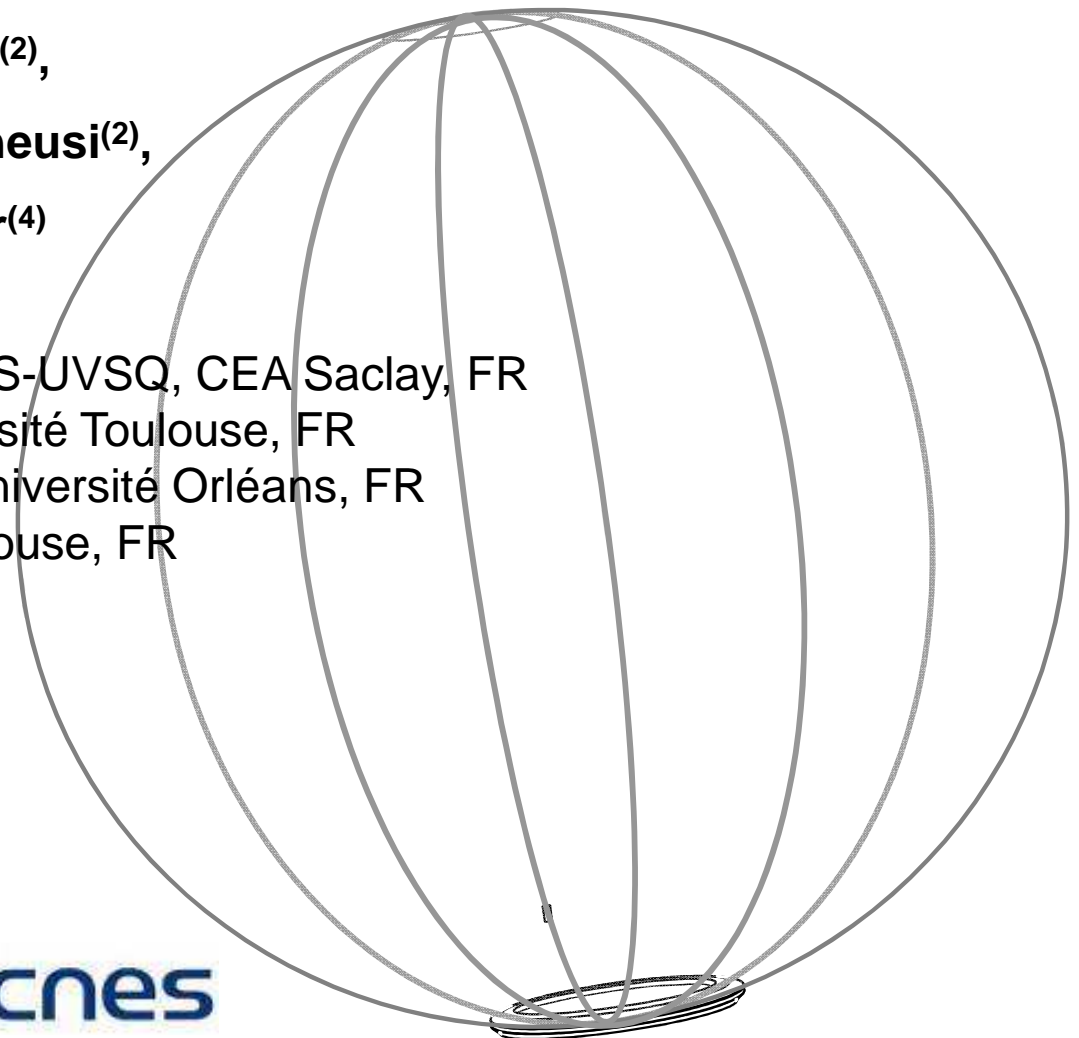 (2),
neusi(2),
r(4)
S-UVSQ, CEA Saclay, FR
sité Toulouse, FR
niversité Orléans, FR
ouse, FR
cnes